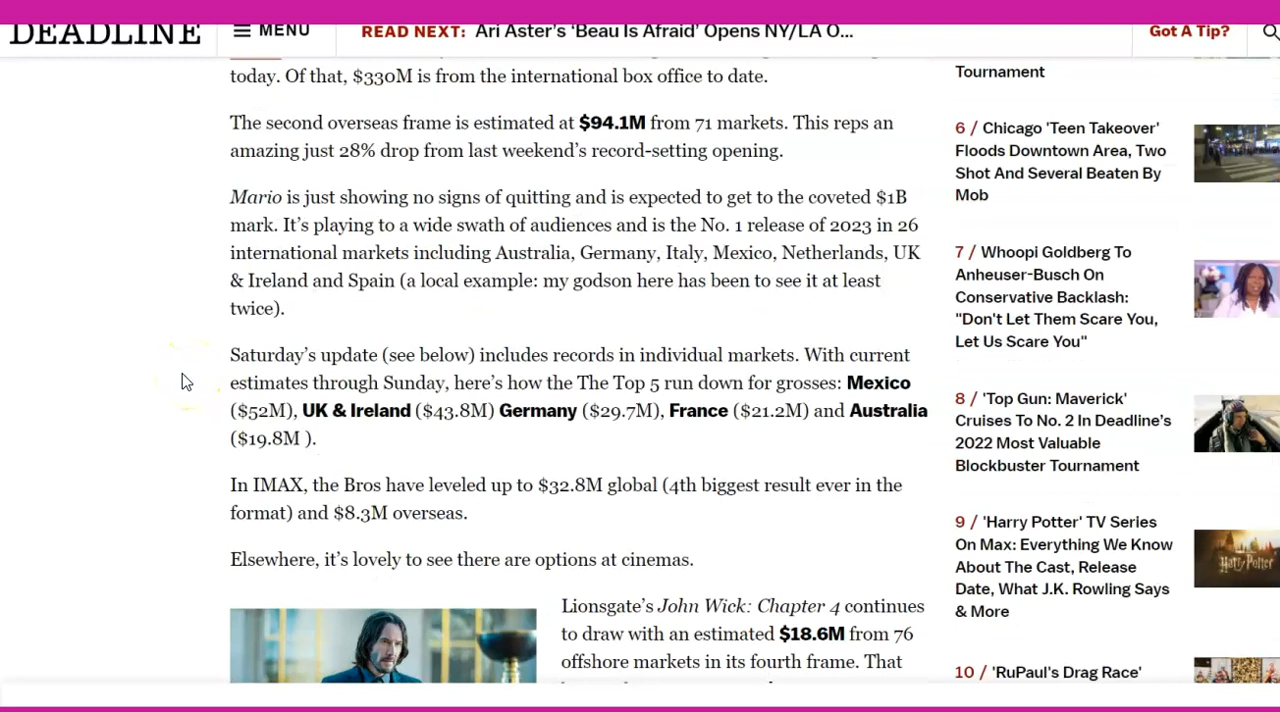 DEADLINE
MENU
READ NEXT: Ari Aster's 'Beau Is Afraid' Opens NY/LA O...
Got A Tip?
today. Of that, $330M is from the international box office to date.
The second overseas frame is estimated at $94.1M from 71 markets. This reps an
amazing just 28% drop from last weekend's record-setting opening.
Mario is just showing no signs of quitting and is expected to get to the coveted $1B
mark. It's playing to a wide swath of audiences and is the No. 1 release of 2023 in 26
international markets including Australia, Germany, Italy, Mexico, Netherlands, UK
& Ireland and Spain (a local example: my godson here has been to see it at least
twice).
Saturday's update (see below) includes records in individual markets. With current
estimates through Sunday, here's how the The Top 5 run down for grosses: Mexico
($52M), UK & Ireland ($43.8M) Germany ($29.7M), France ($21.2M) and Australia
($19.8M ).
In IMAX, the Bros have leveled up to $32.8M global (4th biggest result ever in the
format) and $8.3M overseas.
Elsewhere, it's lovely to see there are options at cinemas.
Lionsgate's John Wick: Chapter 4 continues
to draw with an estimated $18.6M from 76
offshore markets in its fourth frame. That
Tournament
6 / Chicago 'Teen Takeover'
Floods Downtown Area, Two
Shot And Several Beaten By
Mob
7 / Whoopi Goldberg To
Anheuser-Busch On
Conservative Backlash:
"Don't Let Them Scare You,
Let Us Scare You"
8 / 'Top Gun: Maverick'
Cruises To No. 2 In Deadline's
2022 Most Valuable
Blockbuster Tournament
9 / 'Harry Potter' TV Series
On Max: Everything We Know
About The Cast, Release
Date, What J.K. Rowling Says
& More
Harry Potter
10 / 'RuPaul's Drag Race'